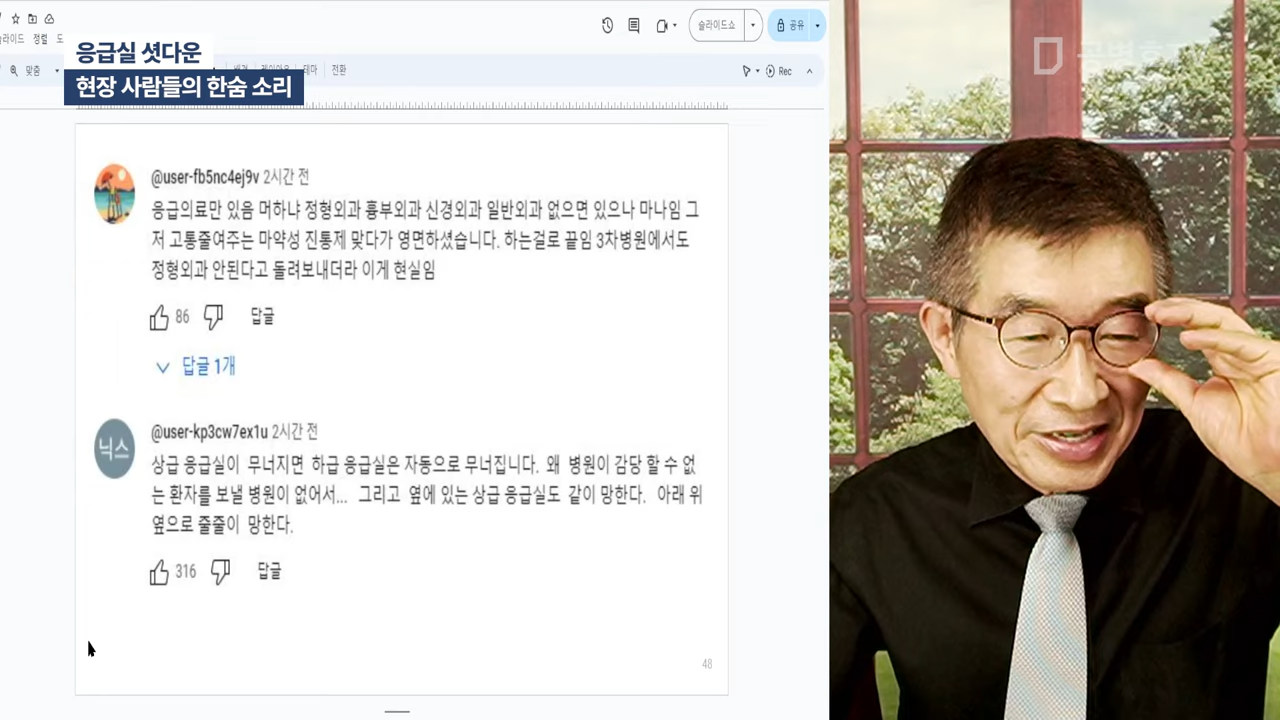 슬라이드쇼
공유
응급실 셧다운
현장 사람들의 한숨 소리
맞춤
전환
Rec
@user-fb5nc4ej9v 2시간 전
응급의료만 있음 머하냐 정형외과 흉부외과 신경외과 일반외과 없으면 있으나 마나임 그
저 고통줄여주는 마약성 진통제 맞다가 영면하셨습니다. 하는걸로 끝임 3차병원에서도
정형외과 안된다고 돌려보내더라 이게 현실임
86 답글
답글 1개
닉스
@user-kp3cw7ex1u 2시간 전
상급 응급실이 무너지면 하급 응급실은 자동으로 무너집니다. 왜 병원이 감당 할 수 없
는 환자를 보낼 병원이 없어서... 그리고 옆에 있는 상급 응급실도 같이 망한다. 아래 위
옆으로 줄줄이 망한다.
316 답글
48